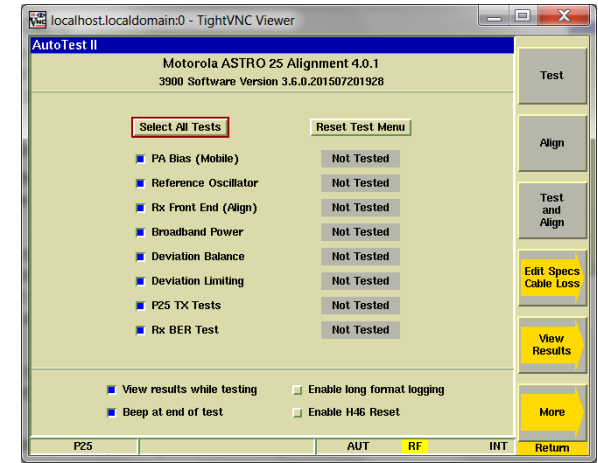 localhost.localdomain:0 - TightVNC Viewer
AutoTest II
Motorola ASTRO 25 Alignment 4.0.1
3900 Software Version 3.6.0.201507201928
Select All Tests Reset Test Menu
PA Bias (Mobile) Not Tested
Reference Oscillator Not Tested
Rx Front End (Align) Not Tested
Broadband Power Not Tested
Deviation Balance Not Tested
Deviation Limiting Not Tested
P25 TX Tests Not Tested
Rx BER Test Not Tested
View results while testing Enable long format logging
Beep at end of test Enable H46 Reset
P25 AUT RF INT
Test
Align
Test
and
Align
Edit Specs
Cable Loss
View
Results
More
Return